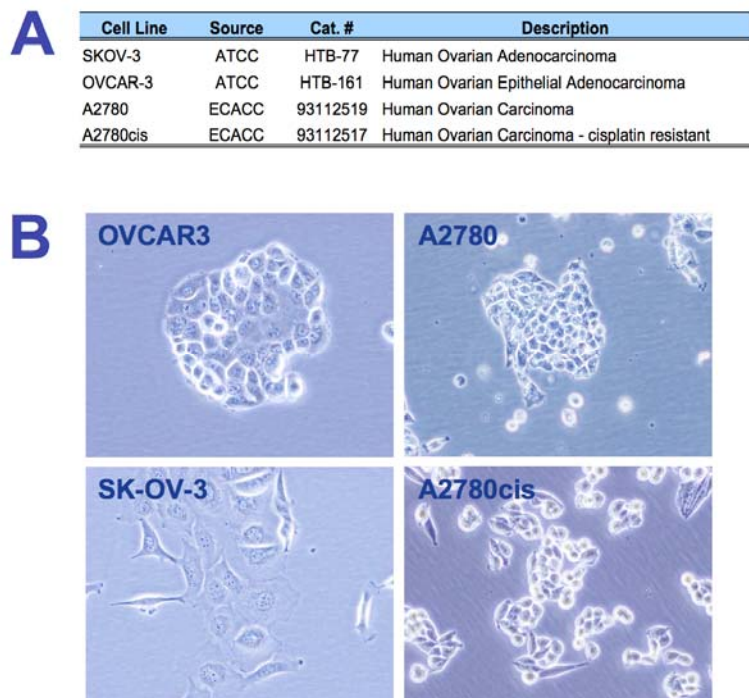 A
Cell Line Source Cat. # Description
SKOV-3 ATCC HTB-77 Human Ovarian Adenocarcinoma
OVCAR-3 ATCC HTB-161 Human Ovarian Epithelial Adenocarcinoma
A2780 ECACC 93112519 Human Ovarian Carcinoma
A2780cis ECACC 93112517 Human Ovarian Carcinoma - cisplatin resistant
B
OVCAR3 A2780
SK-OV-3 A2780cis